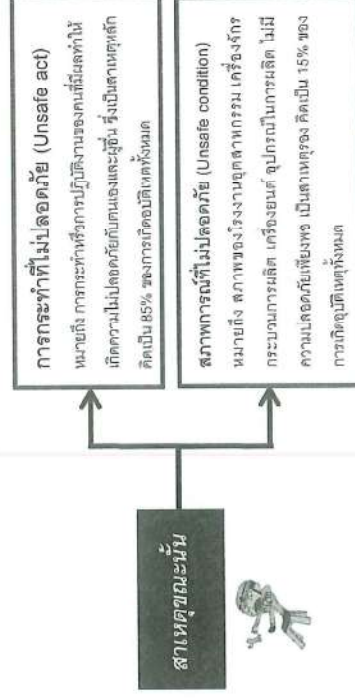 สาเหตุขณะนั้น
การกระทำที่ไม่ปลอดภัย (Unsafe act)
หมายถึง การกระทำหรือการปฏิบัติงานของคนที่มีผลทำให้
เกิดความไม่ปลอดภัยกับตนเองและผู้อื่น ซึ่งเป็นสาเหตุหลัก
คิดเป็น 85% ของการเกิดอุบัติเหตุทั้งหมด
สภาพการณ์ที่ไม่ปลอดภัย (Unsafe condition)
หมายถึง สภาพของโรงงานอุตสาหกรรม เครื่องจักร
กระบวนการผลิต เครื่องยนต์ อุปกรณ์ในการผลิต ไม่มี
ความปลอดภัยเพียงพอ เป็นสาเหตุรอง คิดเป็น 15% ของ
การเกิดอุบัติเหตุทั้งหมด